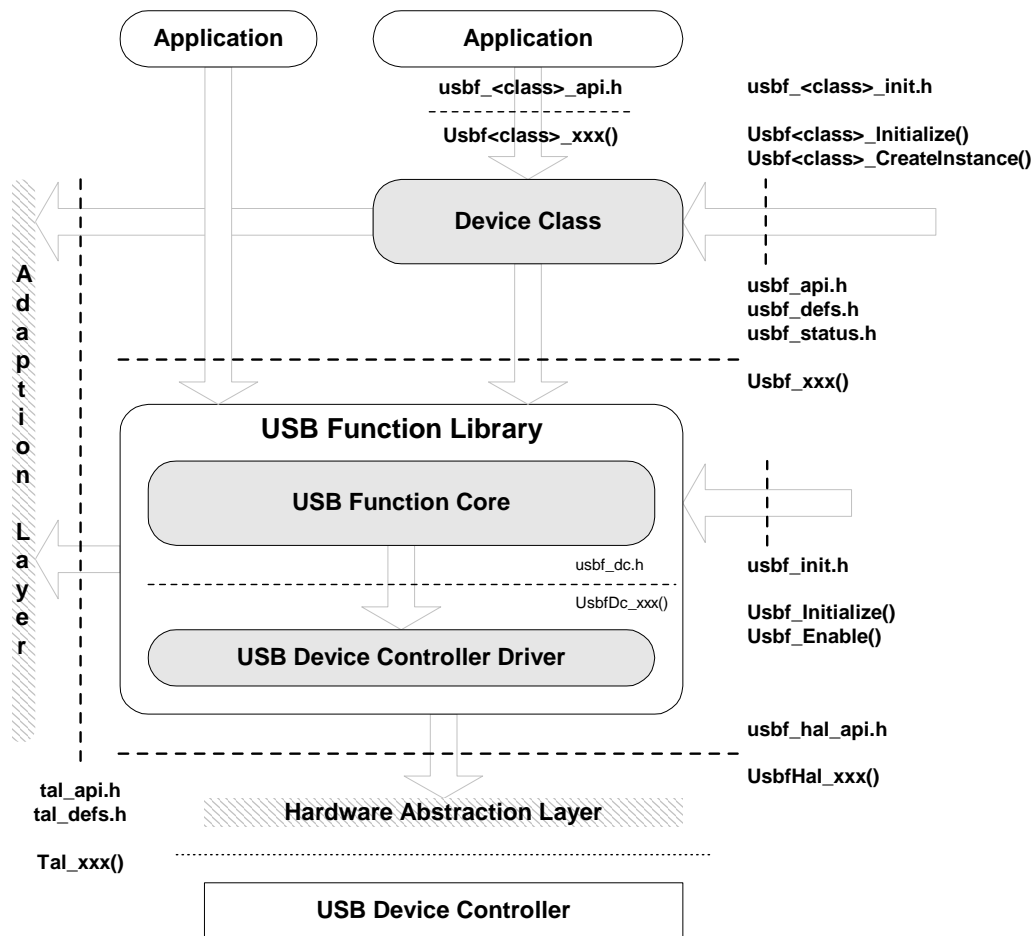 Application
Application
usbf_<class>_api.h
Usbf<class>_xxx()
usbf_<class>_init.h
Usbf<class>_Initialize()
Usbf<class>_CreateInstance()
Device Class
Adaption Layer
usbf_api.h
usbf_defs.h
usbf_status.h
Usbf_xxx()
USB Function Library
USB Function Core
usbf_dc.h
UsbfDc_xxx()
usbf_init.h
Usbf_Initialize()
Usbf_Enable()
USB Device Controller Driver
usbf_hal_api.h
UsbfHal_xxx()
tal_api.h
tal_defs.h
Tal_xxx()
Hardware Abstraction Layer
USB Device Controller